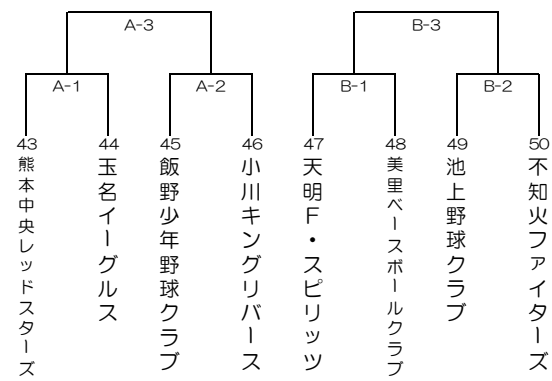 A-3
B-3
A-1
A-2
B-1
B-2
43
44
45
46
47
48
49
50
熊本中央レッドスターズ
玉名イーグルス
飯野少年野球クラブ
小川キングリバース
天明F・スピリッツ
美里ベースボールクラブ
池上野球クラブ
不知火ファイターズ